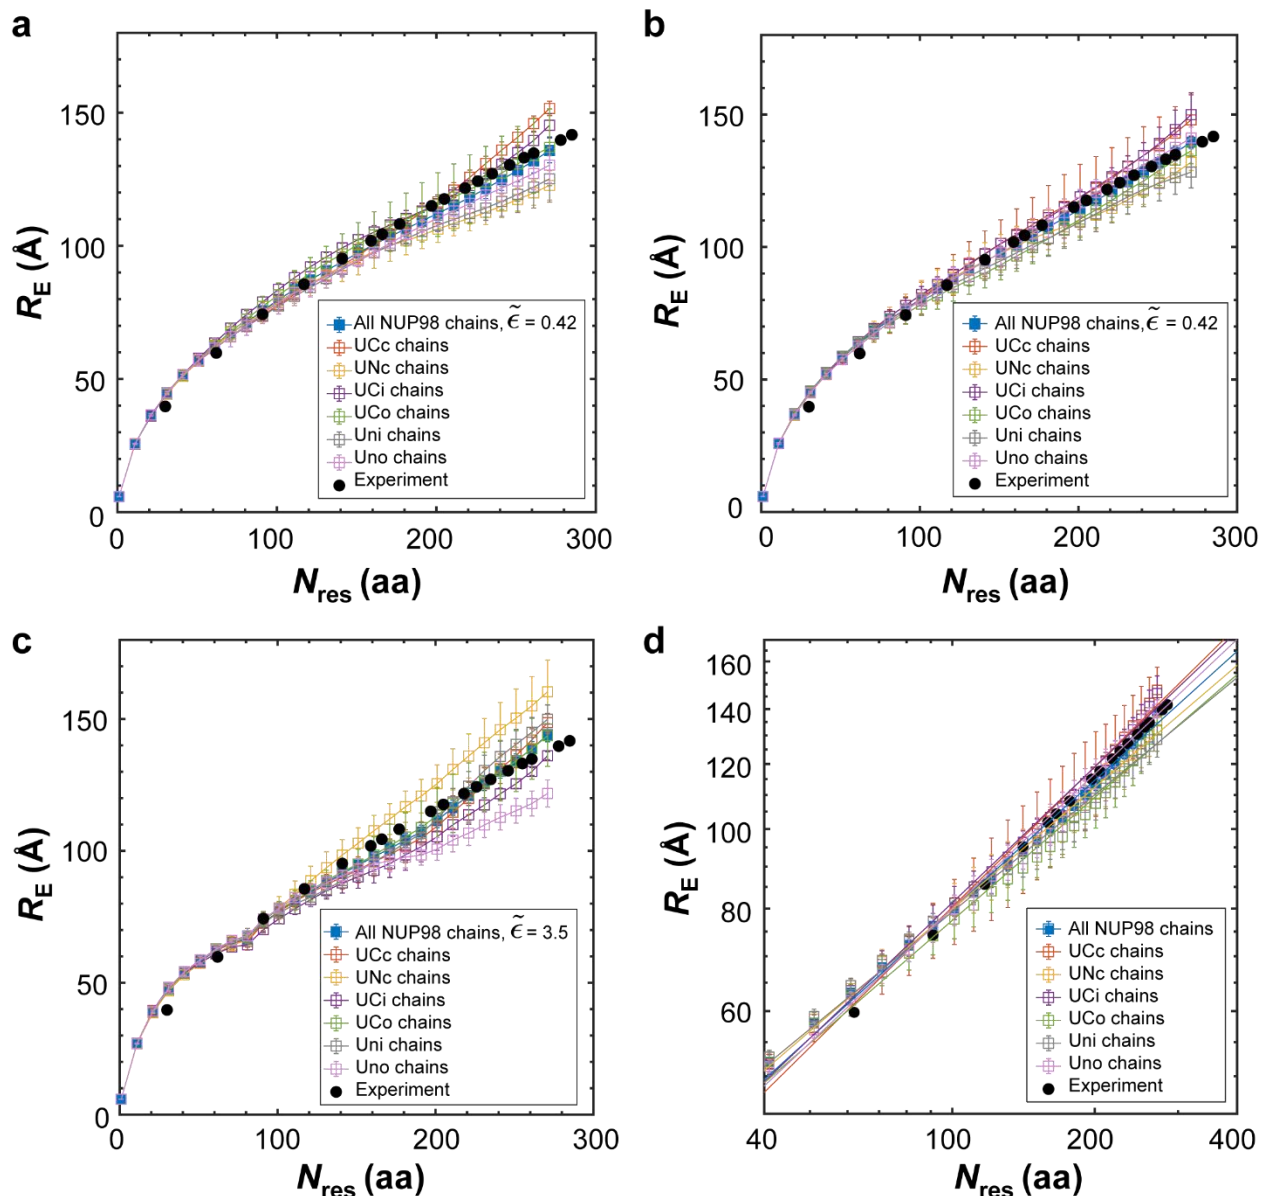 a
150
100
50
0
R_E (Å)
0 100 200 300
N_res (aa)
All NUP98 chains, ϵ̃ = 0.42
UCc chains
UNc chains
UCi chains
UCo chains
Uni chains
Uno chains
Experiment
b
150
100
50
0
R_E (Å)
0 100 200 300
N_res (aa)
All NUP98 chains, ϵ̃ = 0.42
UCc chains
UNc chains
UCi chains
UCo chains
Uni chains
Uno chains
Experiment
c
150
100
50
0
R_E (Å)
0 100 200 300
N_res (aa)
All NUP98 chains, ϵ̃ = 3.5
UCc chains
UNc chains
UCi chains
UCo chains
Uni chains
Uno chains
Experiment
d
160
140
120
100
80
60
R_E (Å)
40 100 200 400
N_res (aa)
All NUP98 chains
UCc chains
UNc chains
UCi chains
UCo chains
Uni chains
Uno chains
Experiment